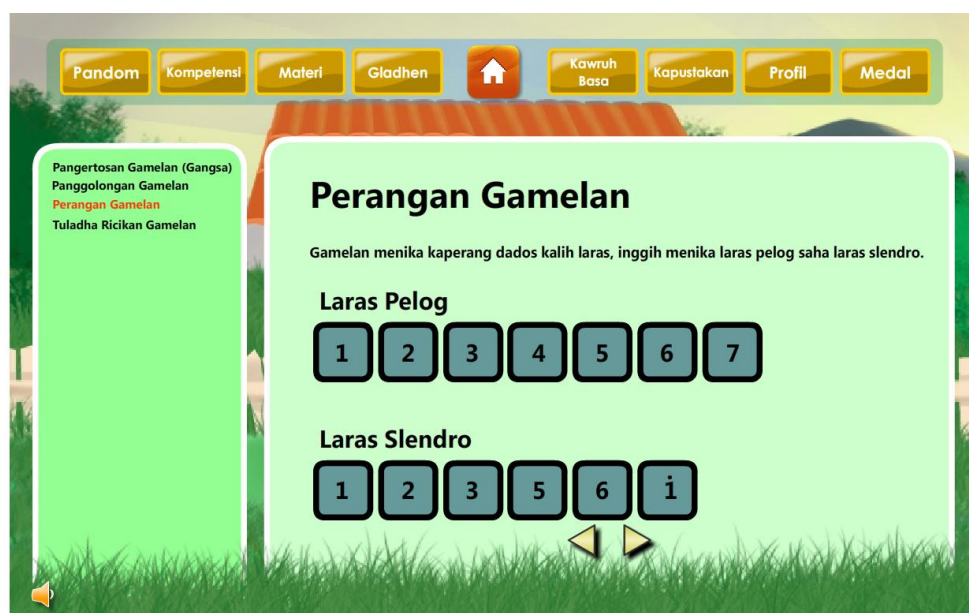 Pandom
Kompetensi
Materi
Gladhen
Kawruh
Basa
Kapustakan
Profil
Medal
Pangertosan Gamelan (Gangsa)
Panggolongan Gamelan
Perangan Gamelan
Tuladha Ricikan Gamelan
Perangan Gamelan
Gamelan menika kaperang dados kalih laras, inggih menika laras pelog saha laras slendro.
Laras Pelog
1 2 3 4 5 6 7
Laras Slendro
1 2 3 5 6 1̇